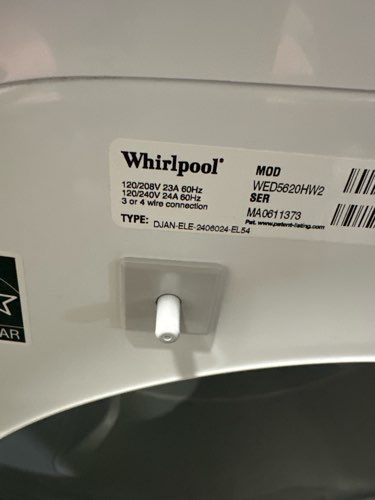 Whirlpool®
120/208V 23A 60Hz
120/240V 24A 60Hz
3 or 4 wire connection
TYPE: DJAN-ELE-2406024-EL54
MOD
WED5620HW2
SER
MA0611373
Pat. www.patent-listing.com
AR